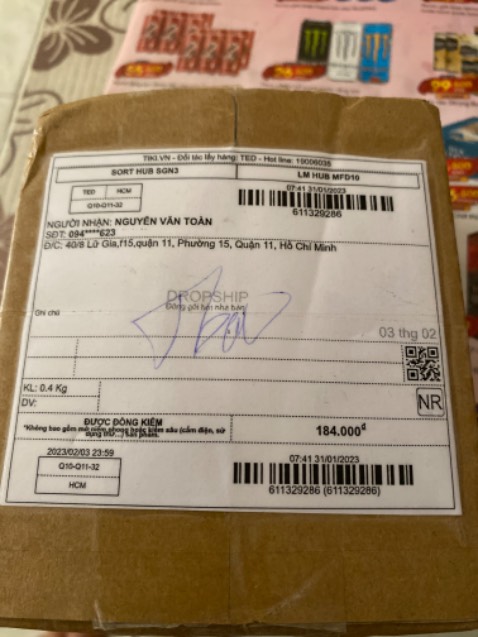 TIKI.VN - Đối tác lấy hàng: TED - Hot line: 19006035
SORT HUB SGN3
LM HUB MFD10
TED
HCM
Q10-Q11-32
07:41 31/01/2023
611329286
NGƯỜI NHẬN: NGUYỄN VĂN TOÀN
SĐT: 094****623
Đ/C: 40/8 Lữ Gia,f15,quận 11, Phường 15, Quận 11, Hồ Chí Minh
DROPSHIP
Ghi chú
03 thg 02
KL: 0.4 Kg
DV:
NR
ĐƯỢC ĐỒNG KIỂM
184.000đ
2023/02/03 23:59
Q10-Q11-32
HCM
07:41 31/01/2023
611329286 (611329286)